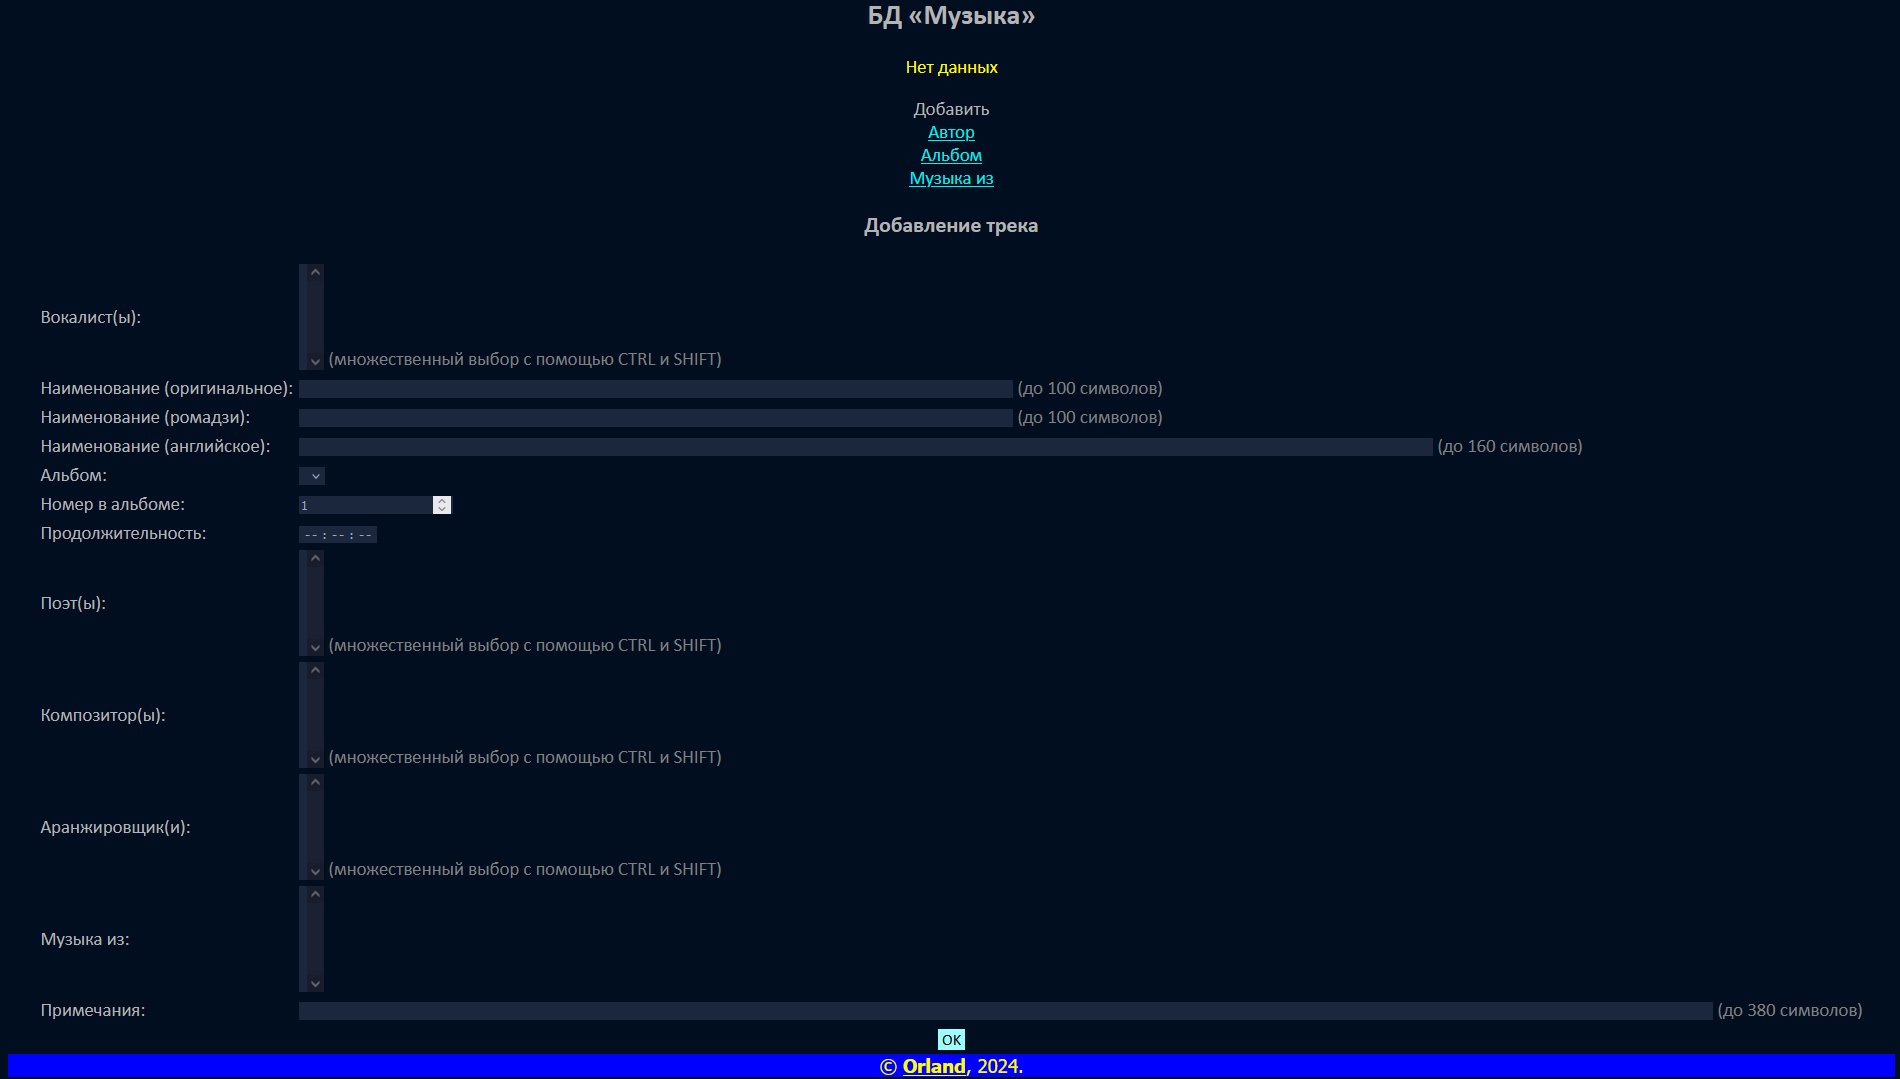 БД «Музыка»
Нет данных
Добавить
Автор
Альбом
Музыка из
Добавление трека
Вокалист(ы):
(множественный выбор с помощью CTRL и SHIFT)
Наименование (оригинальное): (до 100 символов)
Наименование (ромадзи): (до 100 символов)
Наименование (английское): (до 160 символов)
Альбом:
Номер в альбоме: 1
Продолжительность: -- : -- : --
Поэт(ы):
(множественный выбор с помощью CTRL и SHIFT)
Композитор(ы):
(множественный выбор с помощью CTRL и SHIFT)
Аранжировщик(и):
(множественный выбор с помощью CTRL и SHIFT)
Музыка из:
Примечания: (до 380 символов)
OK
© Orland, 2024.